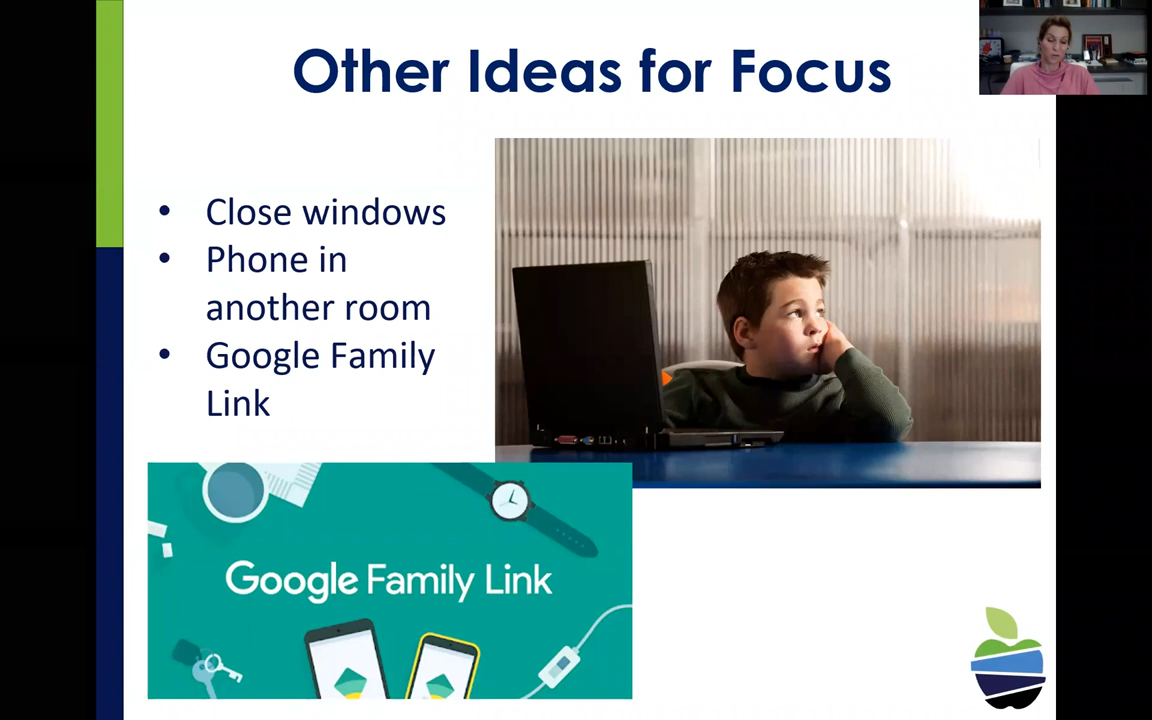 Other Ideas for Focus
• Close windows
• Phone in
another room
• Google Family
Link
Google Family Link